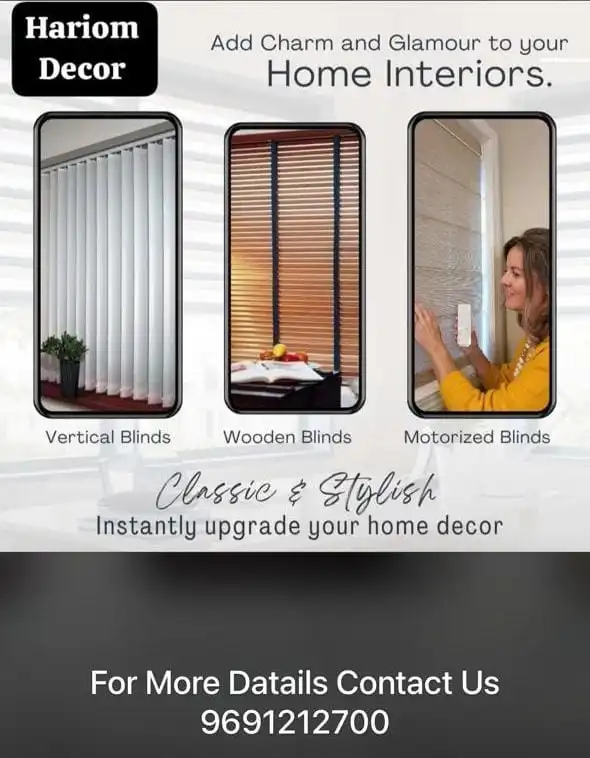 Hariom
Decor
Add Charm and Glamour to your
Home Interiors.
Vertical Blinds
Wooden Blinds
Motorized Blinds
Classic & Stylish
Instantly upgrade your home decor
For More Datails Contact Us
9691212700